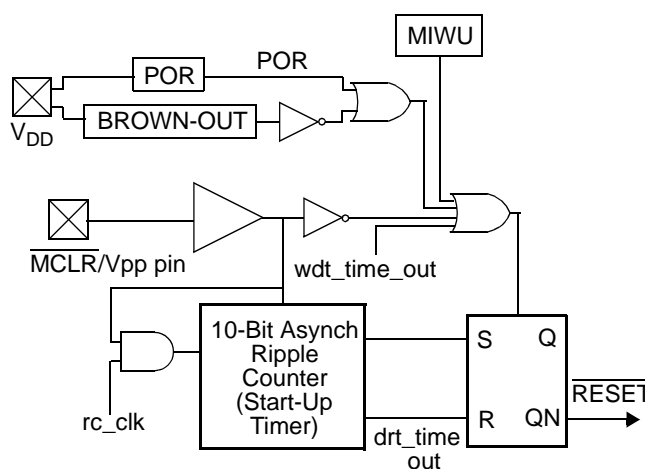 MIWU
POR
POR
BROWN-OUT
VDD
MCLR/Vpp pin
wdt_time_out
10-Bit Asynch
Ripple
Counter
(Start-Up
Timer)
rc_clk
S
Q
R
QN
RESET
drt_time
out